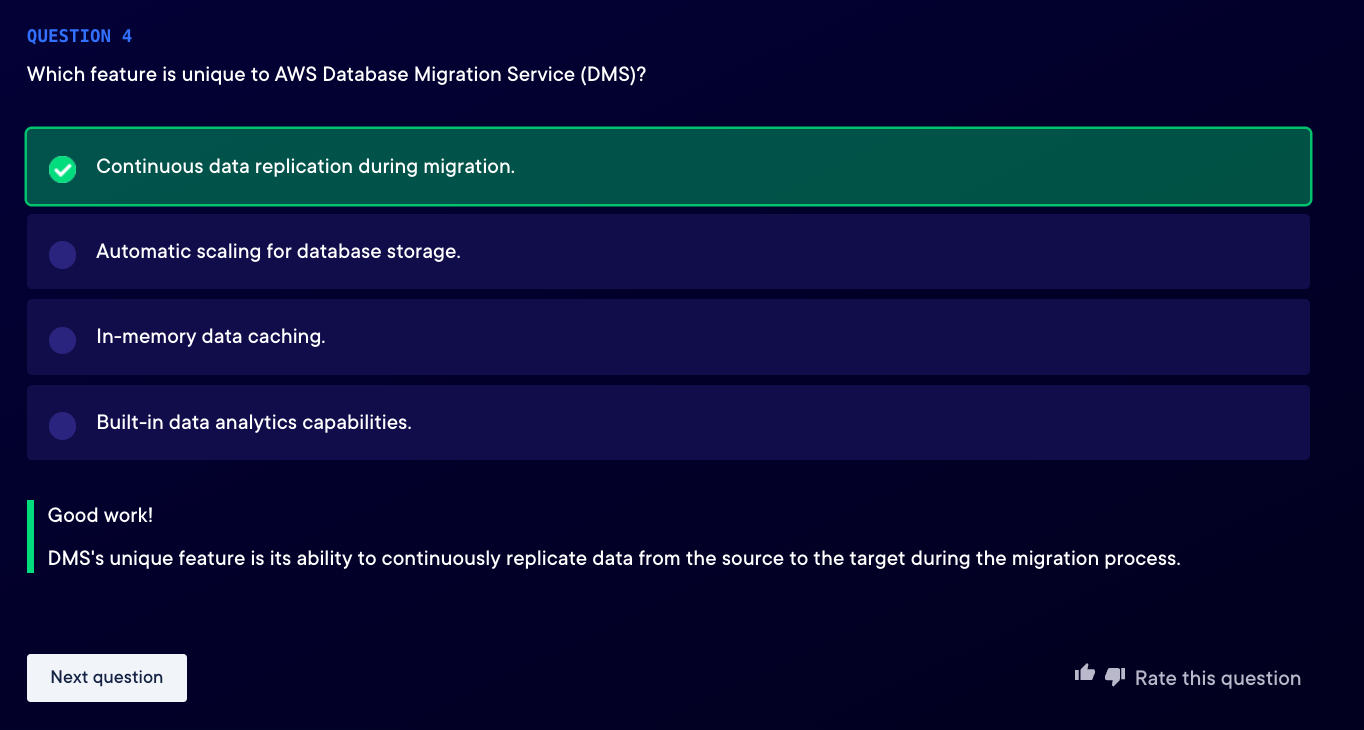 QUESTION 4
Which feature is unique to AWS Database Migration Service (DMS)?
Continuous data replication during migration.
Automatic scaling for database storage.
In-memory data caching.
Built-in data analytics capabilities.
Good work!
DMS's unique feature is its ability to continuously replicate data from the source to the target during the migration process.
Next question
Rate this question